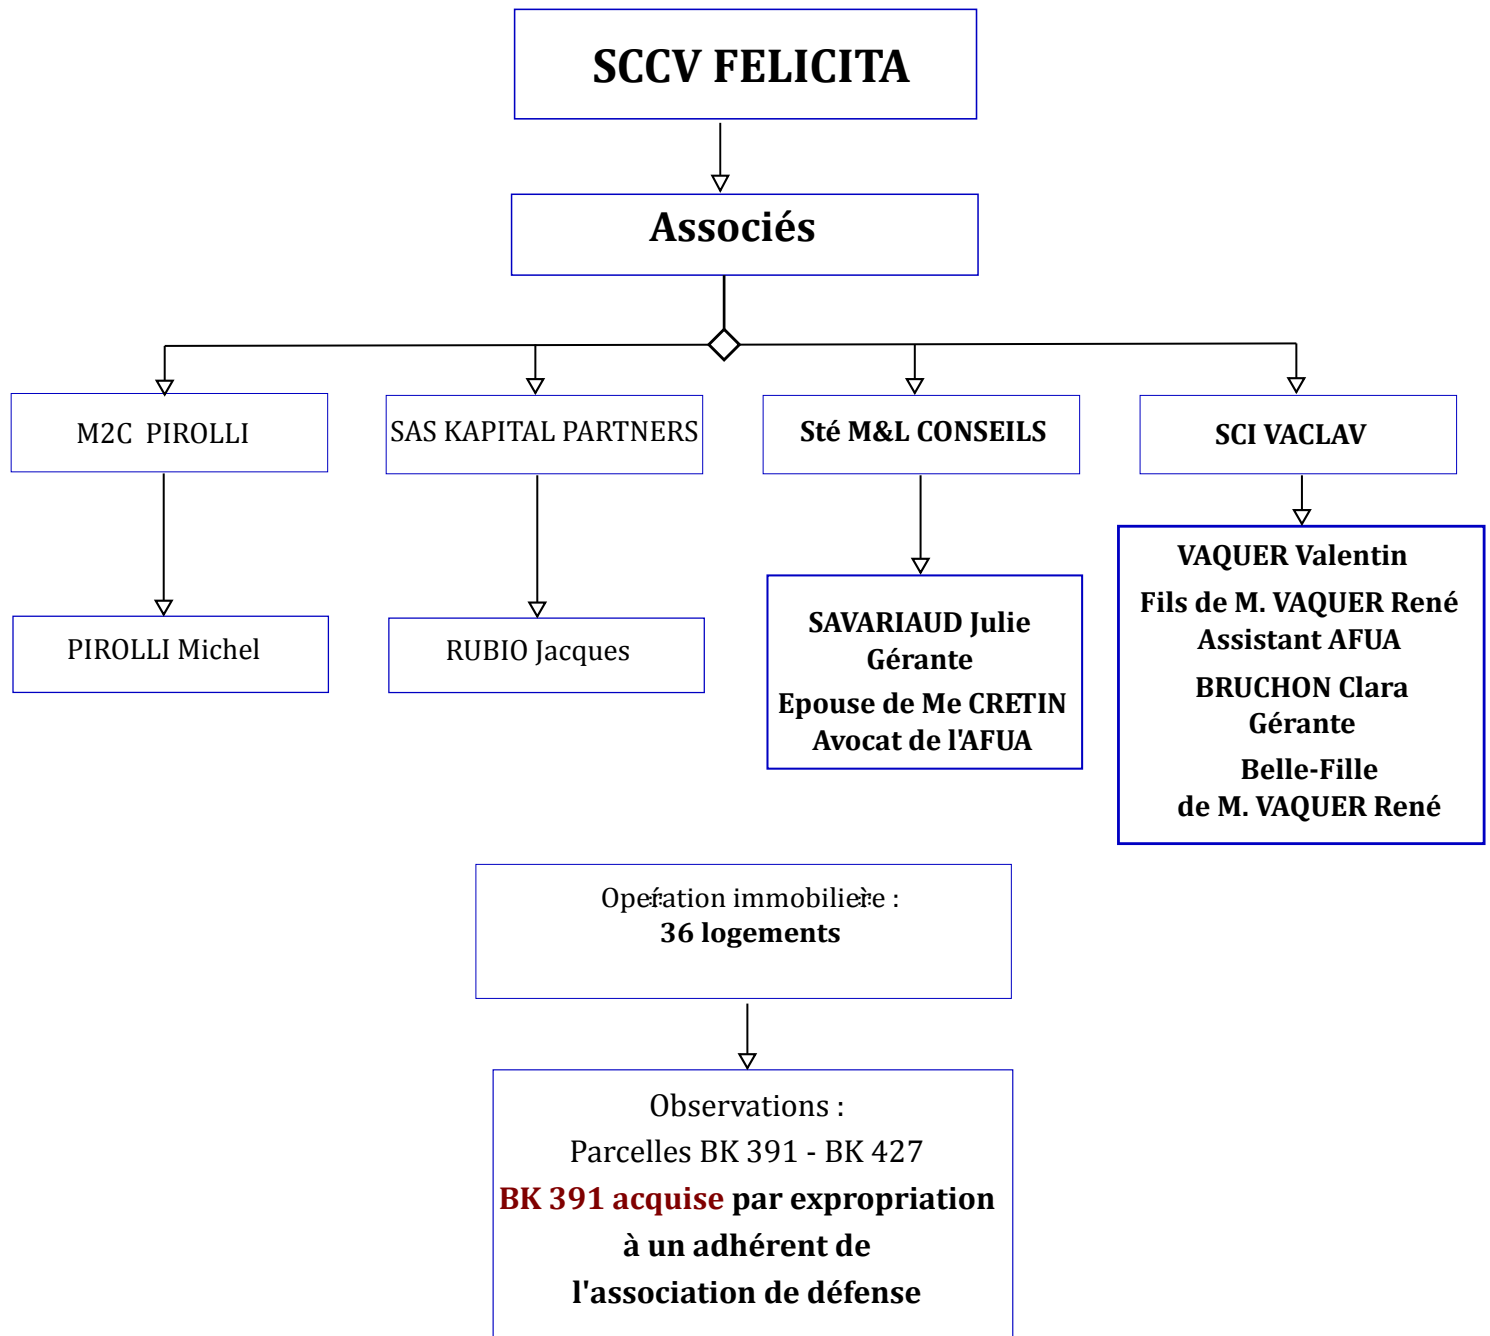 SCCV FELICITA
Associés
M2C PIROLLI
SAS KAPITAL PARTNERS
Sté M&L CONSEILS
SCI VACLAV
PIROLLI Michel
RUBIO Jacques
SAVARIAUD Julie
Gérante
Epouse de Me CRETIN
Avocat de l'AFUA
VAQUER Valentin
Fils de M. VAQUER René
Assistant AFUA
BRUCHON Clara
Gérante
Belle-Fille
de M. VAQUER René
Opération immobilière :
36 logements
Observations :
Parcelles BK 391 - BK 427
BK 391 acquise par expropriation
à un adhérent de
l'association de défense